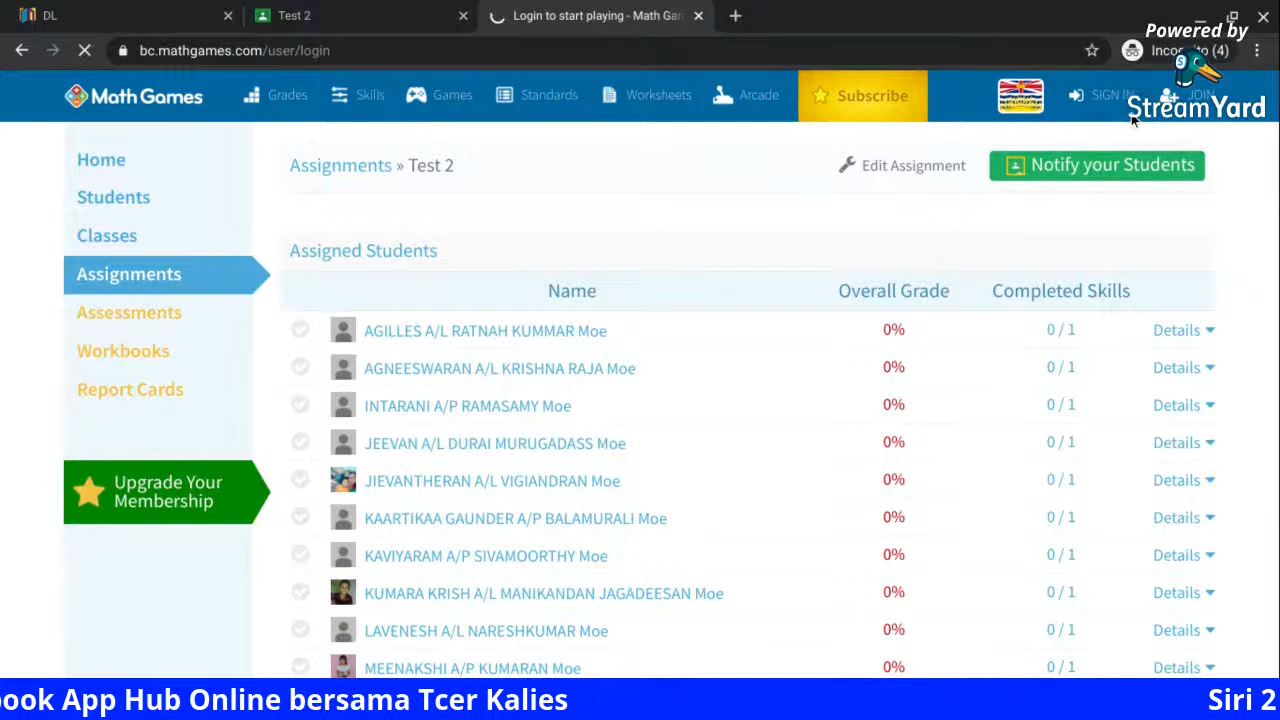 DL
Test 2
Login to start playing - Math Gam
Powered by
bc.mathgames.com/user/login
Incognito (4)
Math Games
Grades
Skills
Games
Standards
Worksheets
Arcade
Subscribe
SIGN IN
JOIN
StreamYard
Home
Students
Classes
Assignments
Assessments
Workbooks
Report Cards
Upgrade Your
Membership
Assignments » Test 2
Edit Assignment
Notify your Students
Assigned Students
Name Overall Grade Completed Skills
AGILLES A/L RATNAH KUMMAR Moe 0% 0 / 1 Details
AGNEESWARAN A/L KRISHNA RAJA Moe 0% 0 / 1 Details
INTARANI A/P RAMASAMY Moe 0% 0 / 1 Details
JEEVAN A/L DURAI MURUGADASS Moe 0% 0 / 1 Details
JIEVANTHERAN A/L VIGIANDRAN Moe 0% 0 / 1 Details
KAARTIKAA GAUNDER A/P BALAMURALI Moe 0% 0 / 1 Details
KAVIYARAM A/P SIVAMOORTHY Moe 0% 0 / 1 Details
KUMARA KRISH A/L MANIKANDAN JAGADEESAN Moe 0% 0 / 1 Details
LAVENESH A/L NARESHKUMAR Moe 0% 0 / 1 Details
MEENAKSHI A/P KUMARAN Moe 0% 0 / 1 Details
ook App Hub Online bersama Tcer Kalies
Siri 2